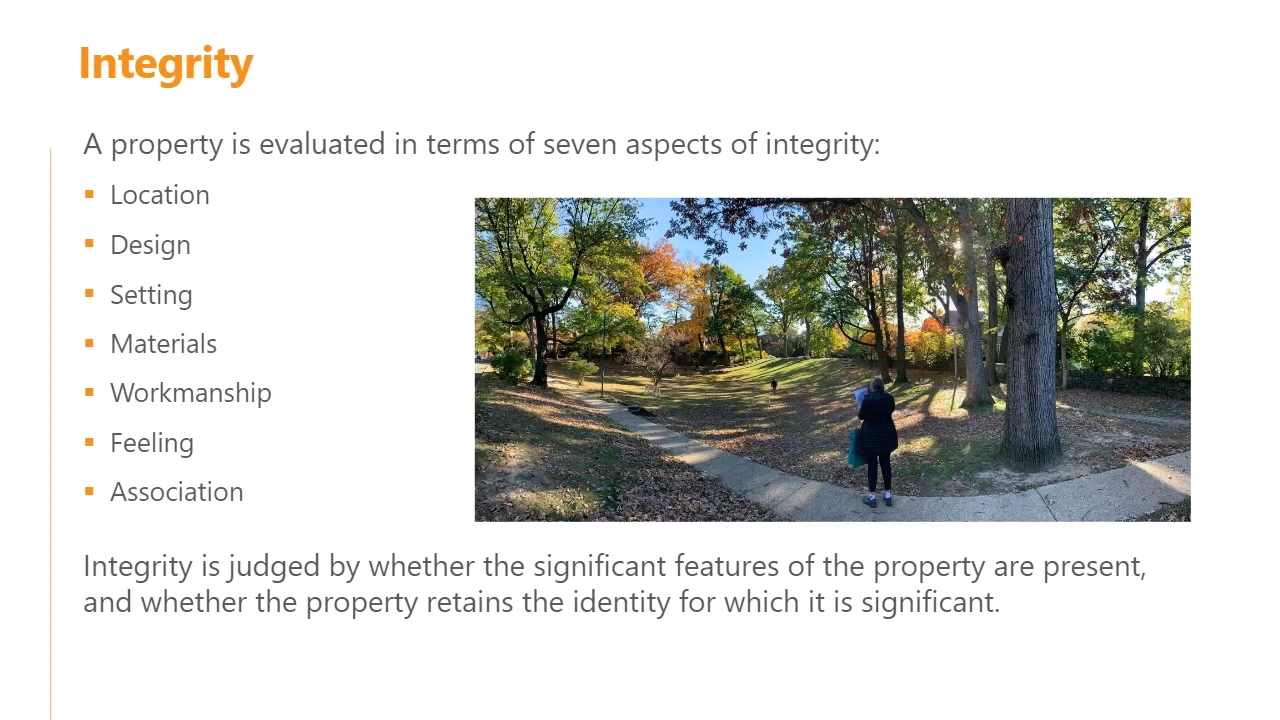 Integrity
A property is evaluated in terms of seven aspects of integrity:
▪ Location
▪ Design
▪ Setting
▪ Materials
▪ Workmanship
▪ Feeling
▪ Association
Integrity is judged by whether the significant features of the property are present,
and whether the property retains the identity for which it is significant.